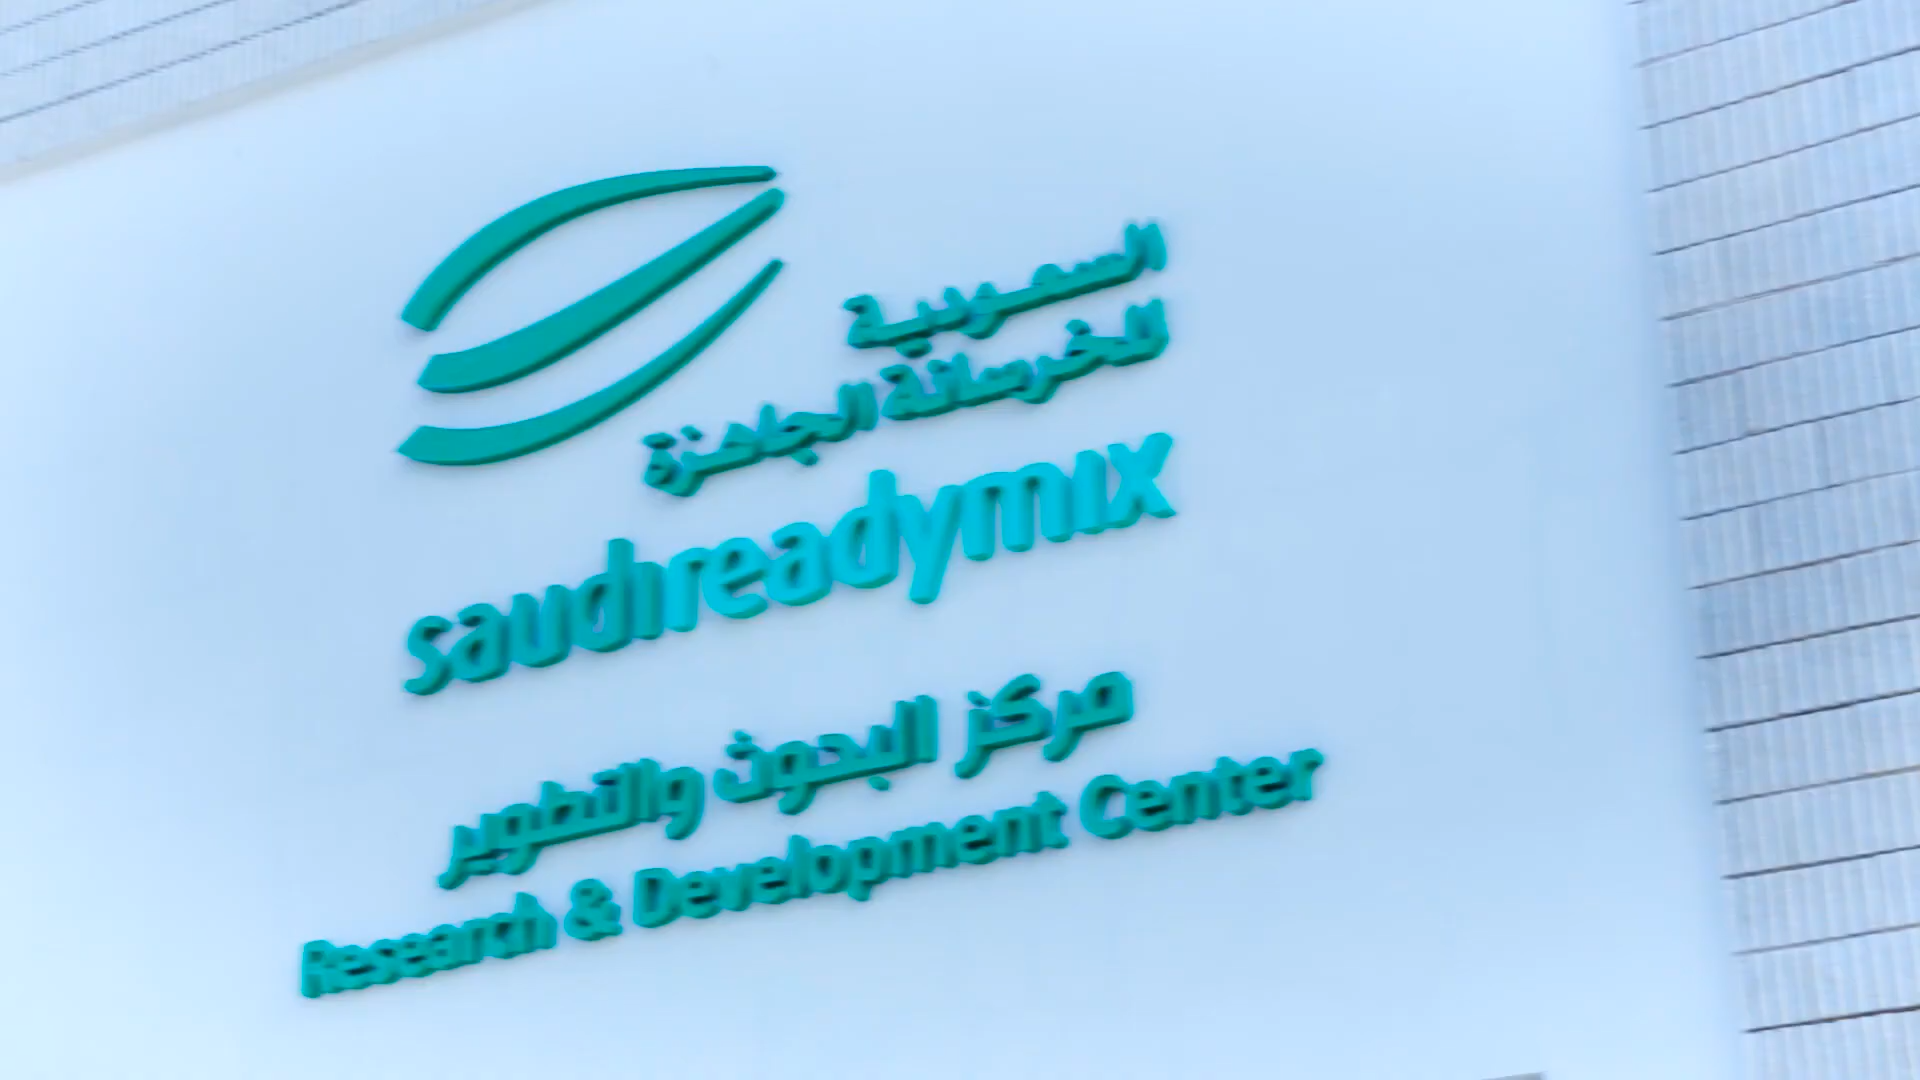 السعودية
للخرسانة الجاهزة
saudireadymix
مركز البحوث والتطوير
Research & Development Center